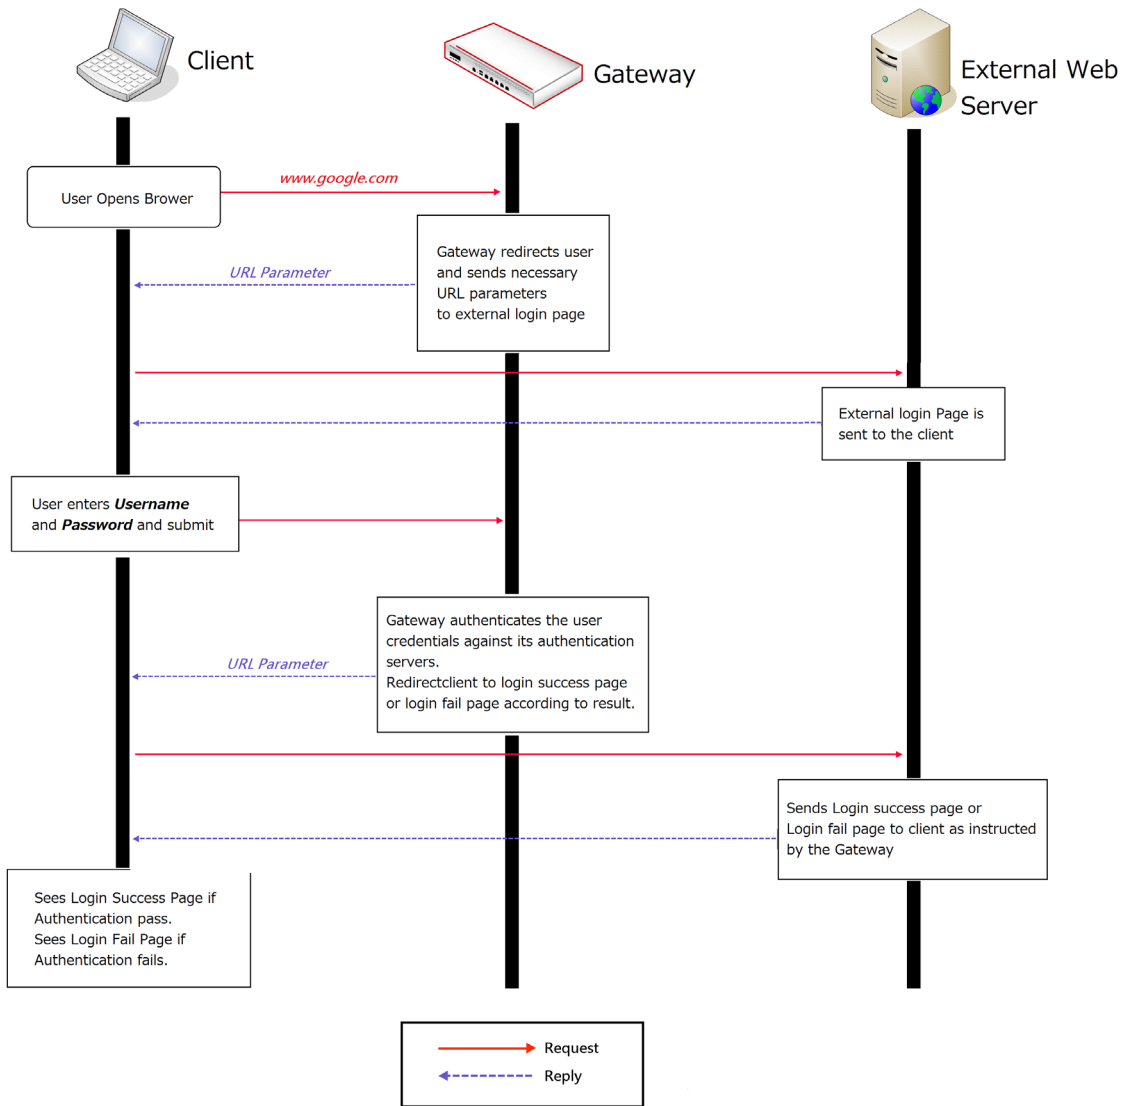 Client
Gateway
External Web
Server
User Opens Brower
www.google.com
Gateway redirects user
and sends necessary
URL parameters
to external login page
URL Parameter
External login Page is
sent to the client
User enters Username
and Password and submit
Gateway authenticates the user
credentials against its authentication
servers.
Redirectclient to login success page
or login fail page according to result.
URL Parameter
Sends Login success page or
Login fail page to client as instructed
by the Gateway
Sees Login Success Page if
Authentication pass.
Sees Login Fail Page if
Authentication fails.
Request
Reply